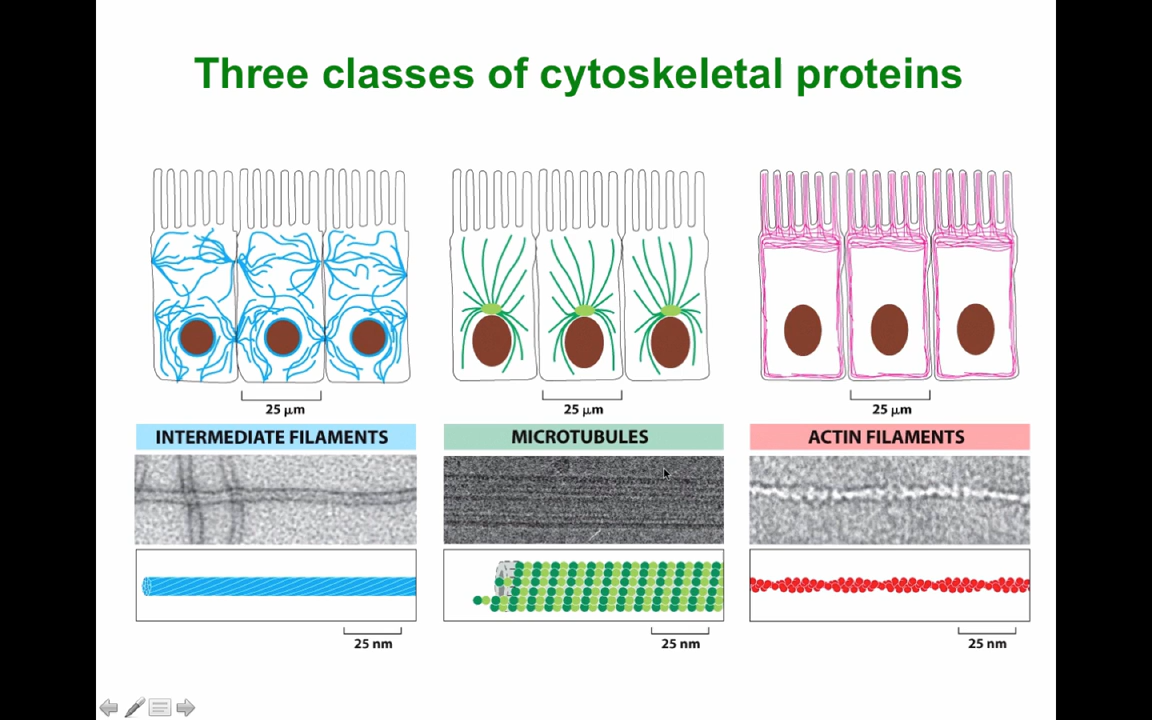 Three classes of cytoskeletal proteins
25 μm
25 μm
25 μm
INTERMEDIATE FILAMENTS
MICROTUBULES
ACTIN FILAMENTS
25 nm
25 nm
25 nm